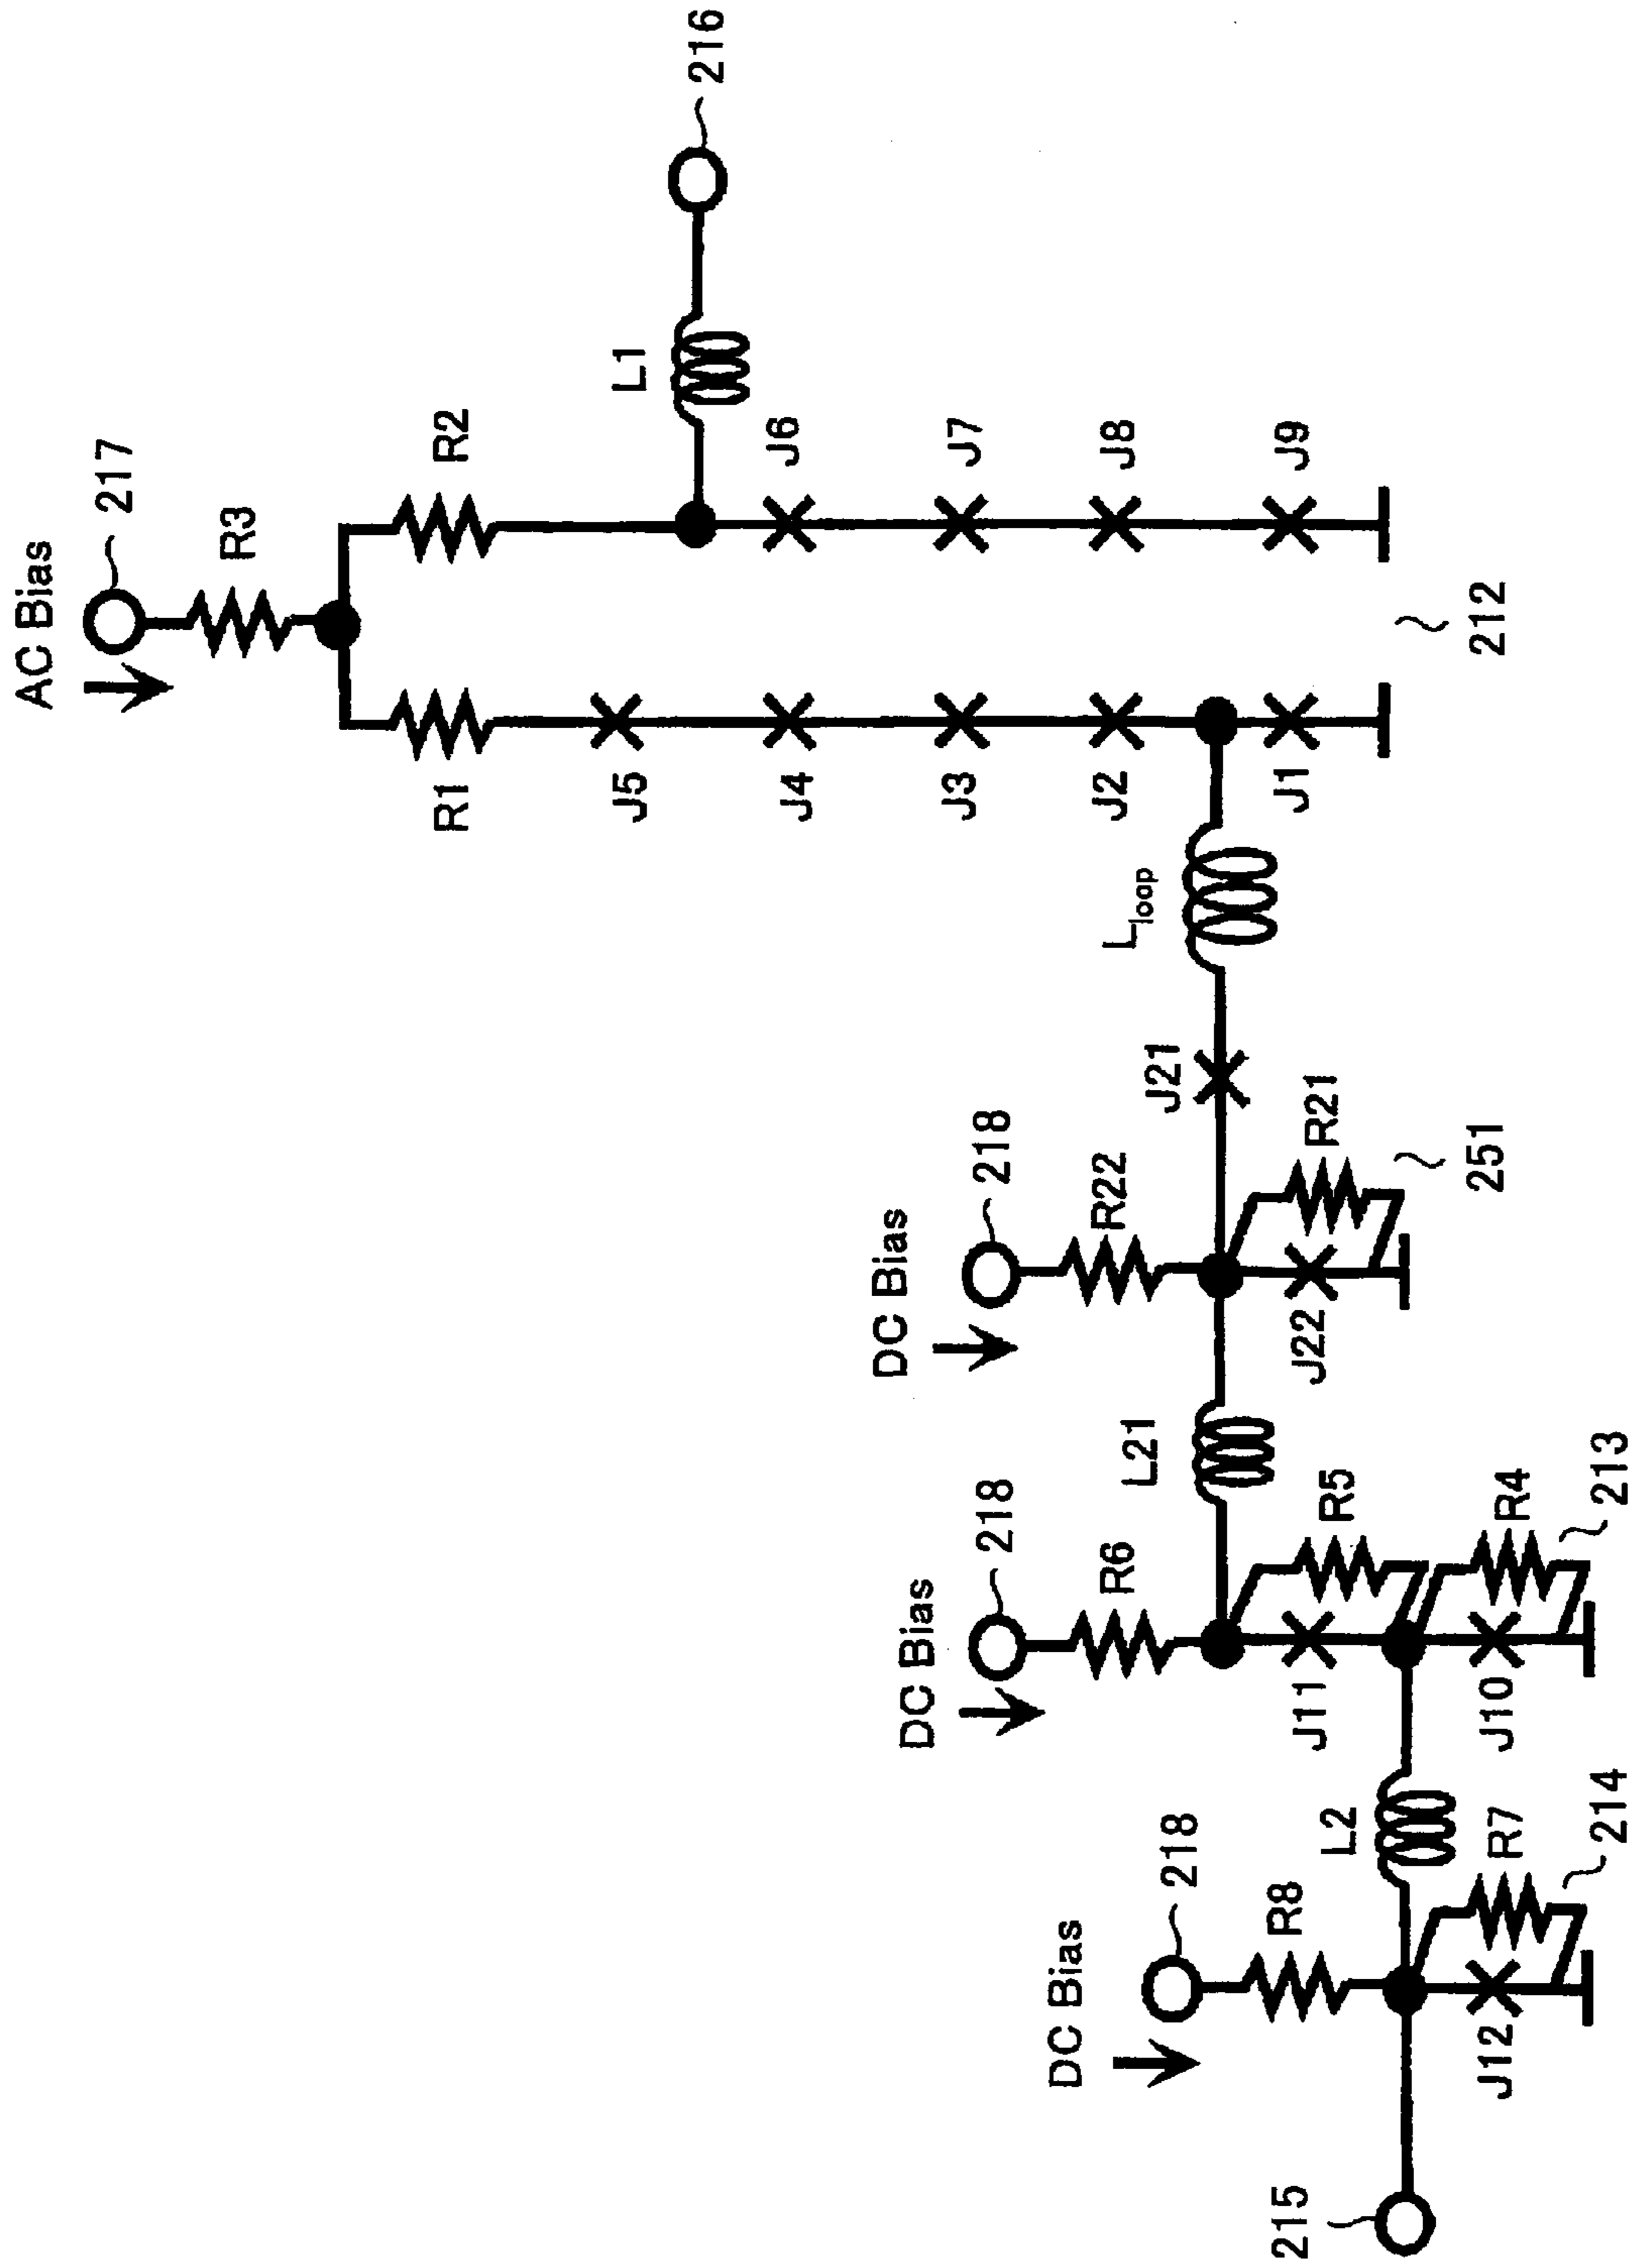 AC Bias
217
R3
R1
R2
216
L1
J5
J4
J3
J2
J1
J6
J7
J8
J9
212
Lloop
J21
DC Bias
218
R22
R21
J22
251
L21
DC Bias
218
R6
R5
J11
R4
J10
213
L2
DC Bias
218
R8
R7
J12
214
215